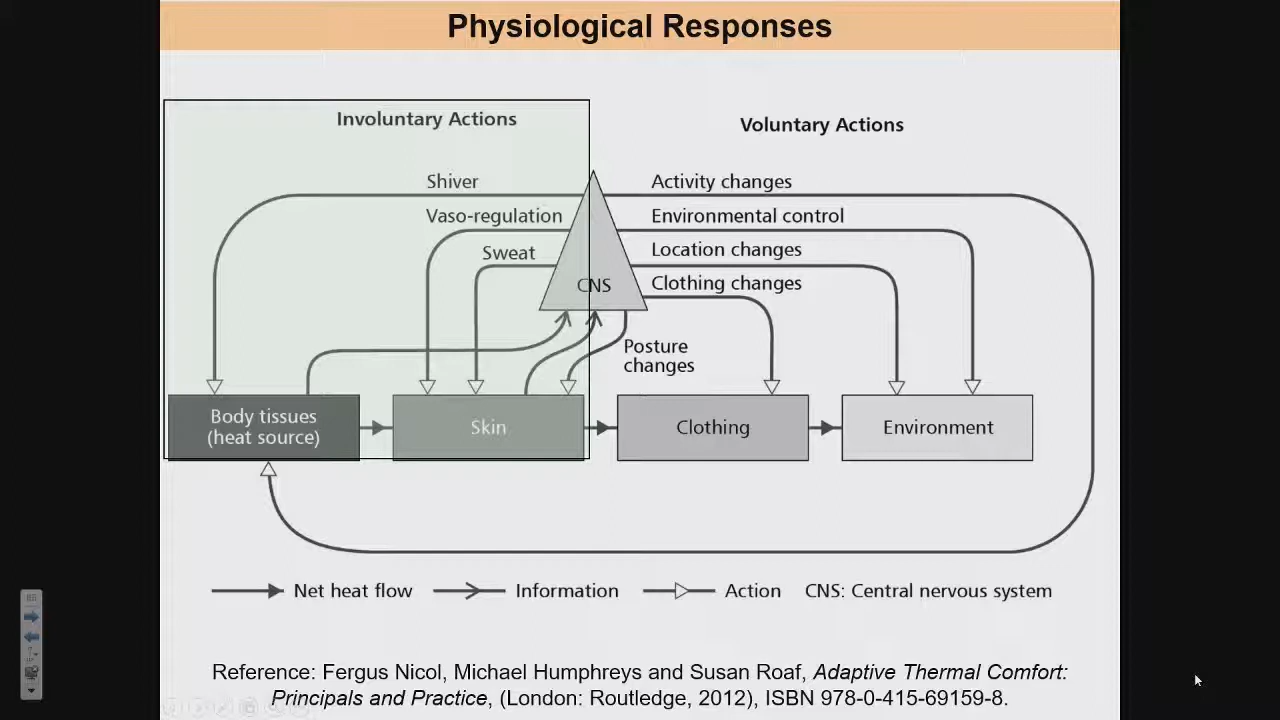 Physiological Responses
Involuntary Actions
Voluntary Actions
Shiver
Activity changes
Vaso-regulation
Environmental control
Sweat
Location changes
CNS
Clothing changes
Posture
changes
Body tissues
(heat source)
Skin
Clothing
Environment
Net heat flow
Information
Action
CNS: Central nervous system
Reference: Fergus Nicol, Michael Humphreys and Susan Roaf, Adaptive Thermal Comfort:
Principals and Practice, (London: Routledge, 2012), ISBN 978-0-415-69159-8.